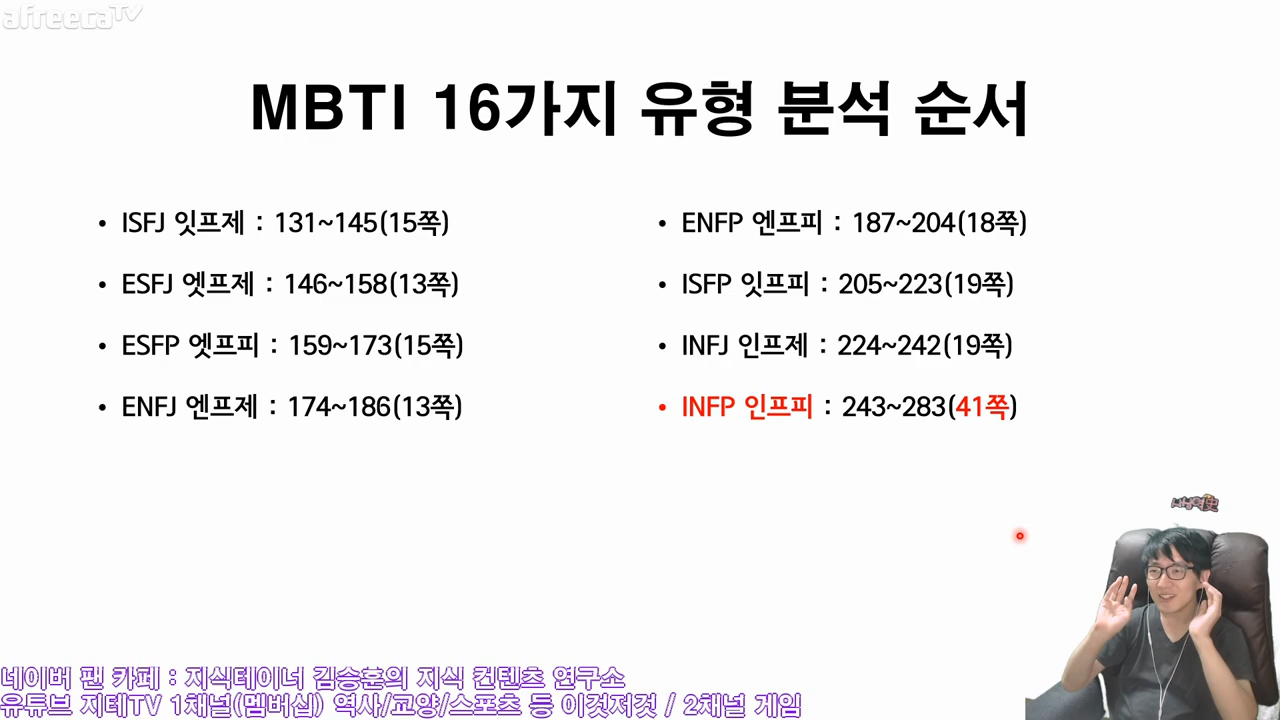 afreecaTV
MBTI 16가지 유형 분석 순서
• ISFJ 잇프제 : 131~145(15쪽)
• ESFJ 엣프제 : 146~158(13쪽)
• ESFP 엣프피 : 159~173(15쪽)
• ENFJ 엔프제 : 174~186(13쪽)
• ENFP 엔프피 : 187~204(18쪽)
• ISFP 잇프피 : 205~223(19쪽)
• INFJ 인프제 : 224~242(19쪽)
• INFP 인프피 : 243~283(41쪽)
네이버 팬 카페 : 지식테이너 김승훈의 지식 컨텐츠 연구소
유튜브 지테TV 1채널(멤버십) 역사/교양/스포츠 등 이것저것 / 2채널 게임